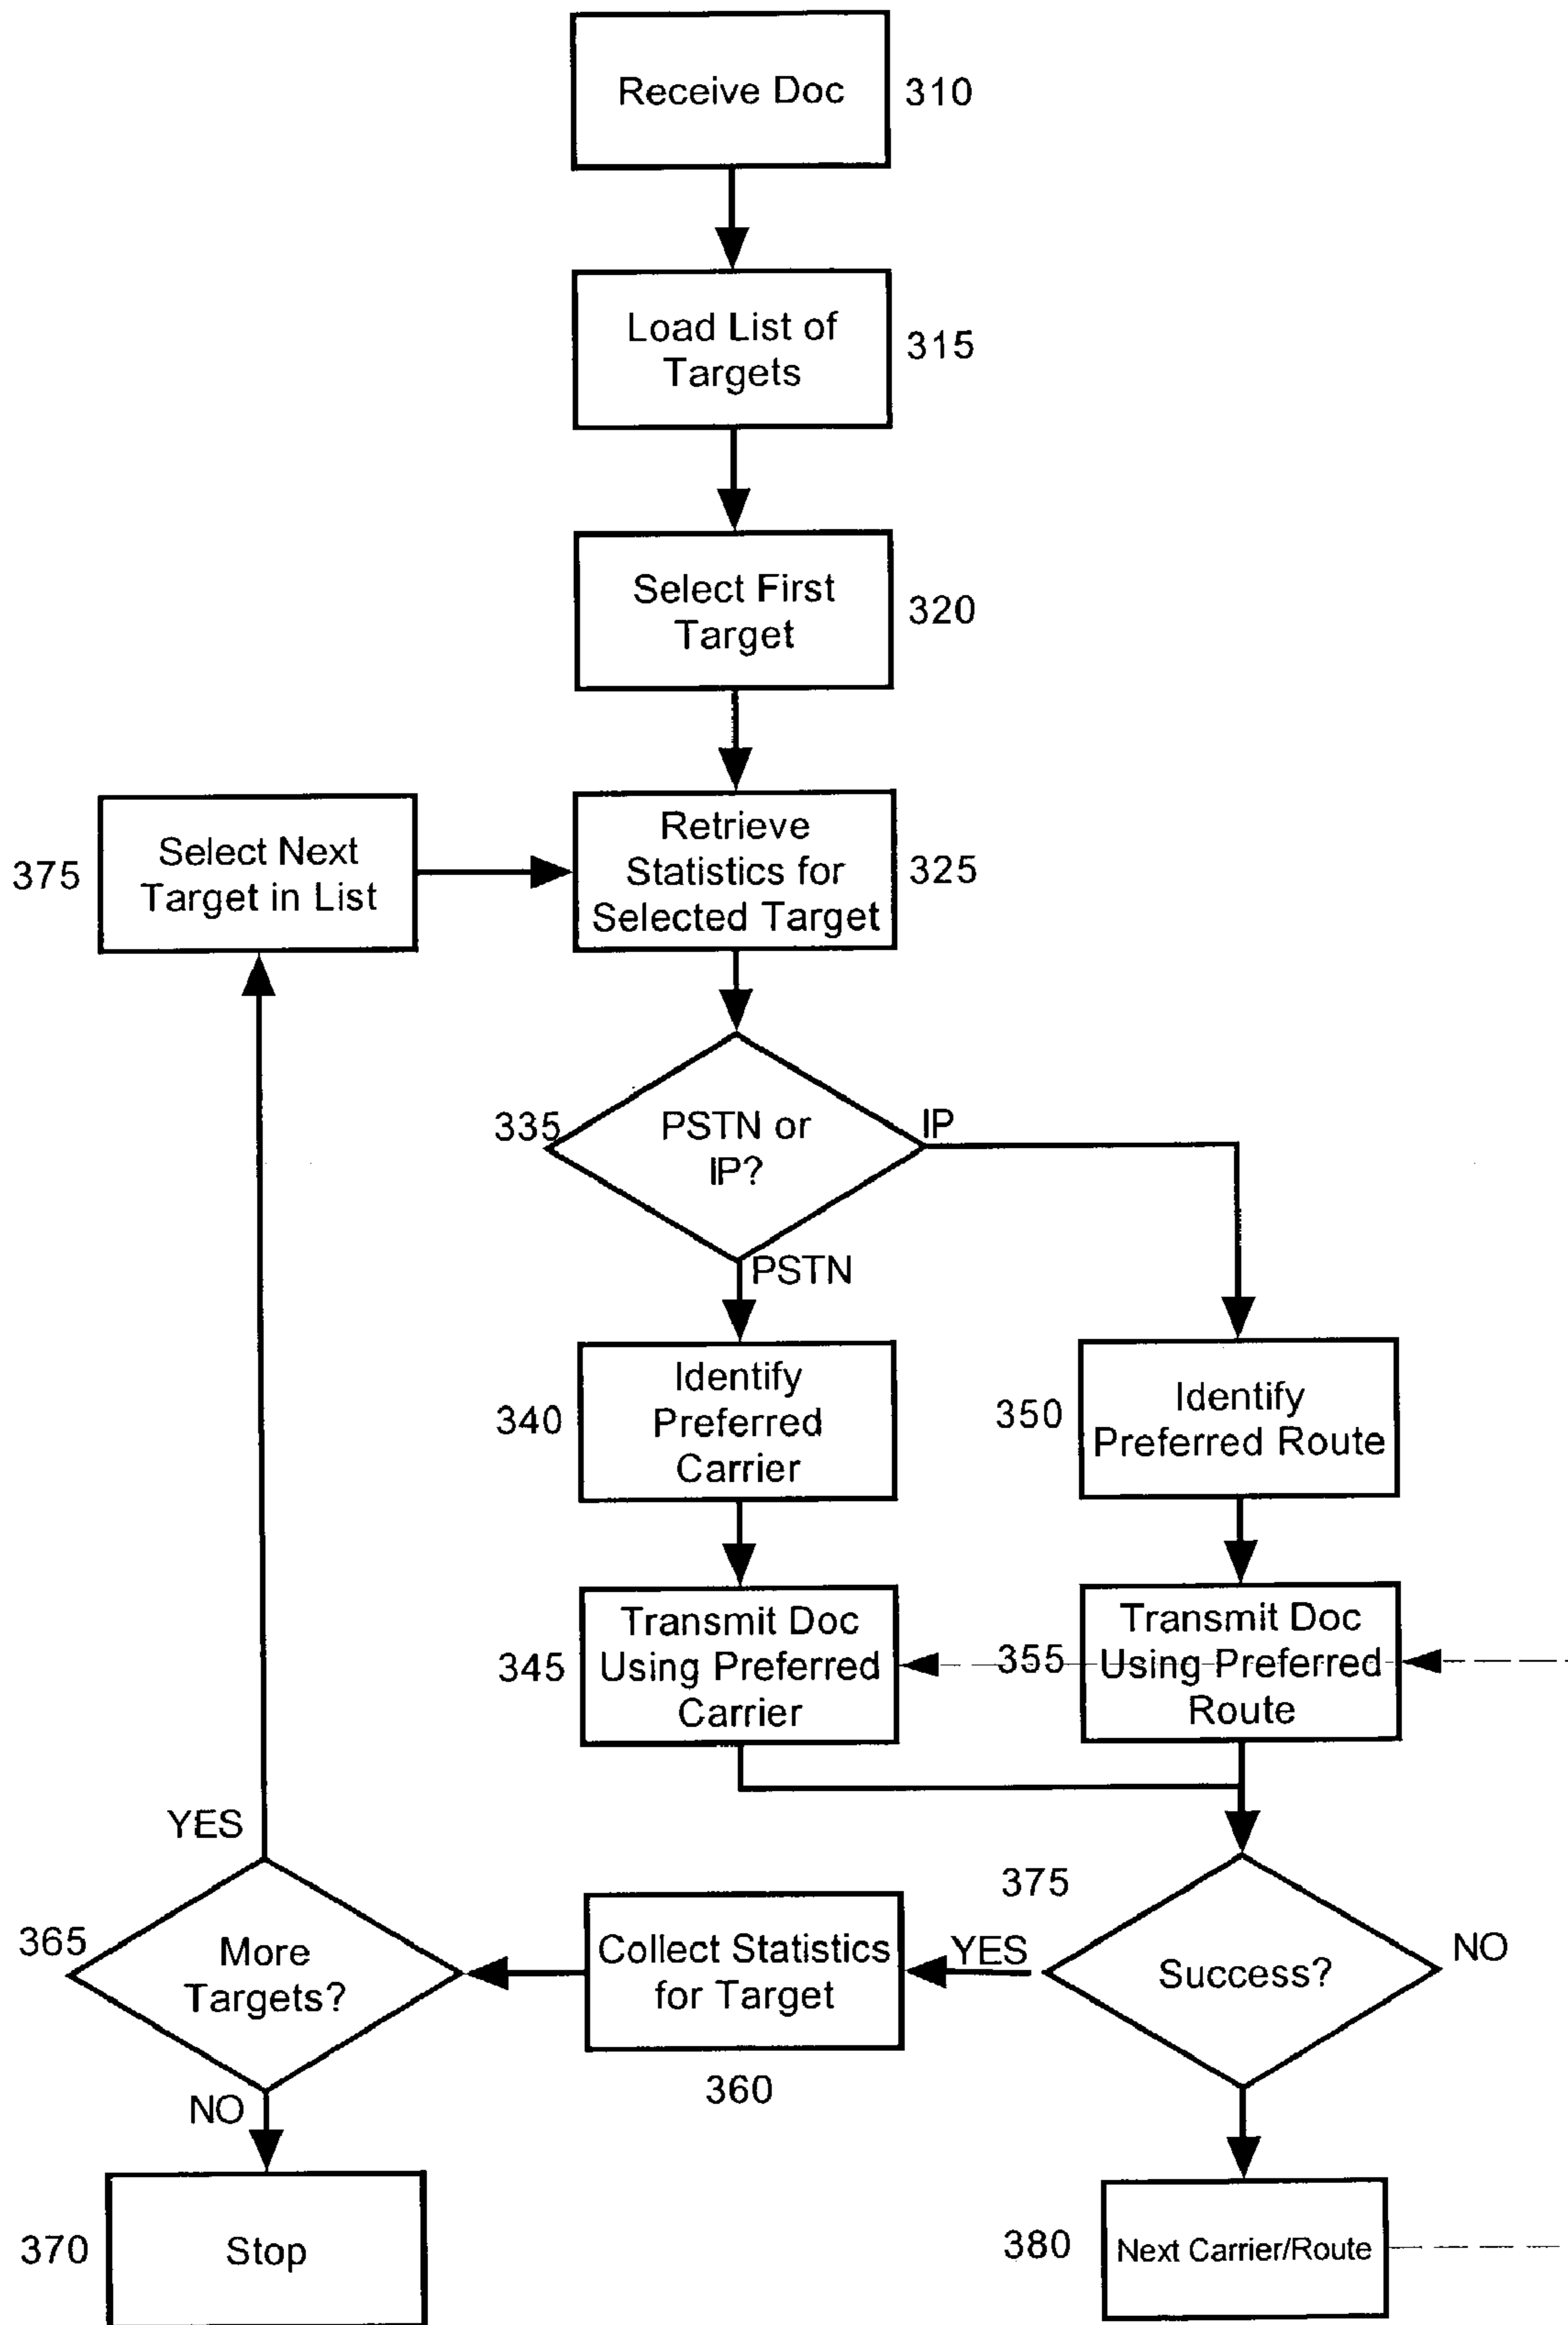 Receive Doc
310
Load List of
Targets
315
Select First
Target
320
375
Select Next
Target in List
Retrieve
Statistics for
Selected Target
325
335
PSTN or
IP?
IP
PSTN
340
Identify
Preferred
Carrier
350
Identify
Preferred Route
345
Transmit Doc
Using Preferred
Carrier
355
Transmit Doc
Using Preferred
Route
YES
365
More
Targets?
Collect Statistics
for Target
360
YES
375
Success?
NO
NO
370
Stop
380
Next Carrier/Route